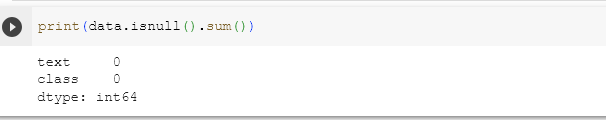 print(data.isnull().sum())
text     0
class    0
dtype: int64